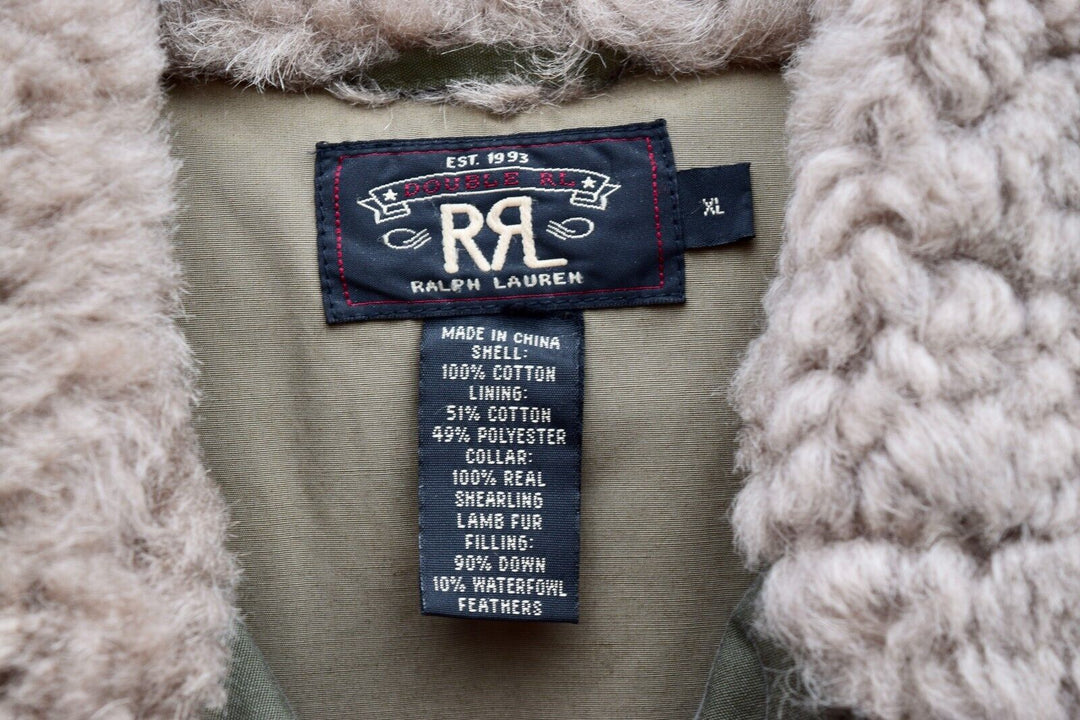 EST. 1993
DOUBLE RL
RRL
RALPH LAUREN
XL
MADE IN CHINA
SHELL:
100% COTTON
LINING:
51% COTTON
49% POLYESTER
COLLAR:
100% REAL
SHEARLING
LAMB FUR
FILLING:
90% DOWN
10% WATERFOWL
FEATHERS